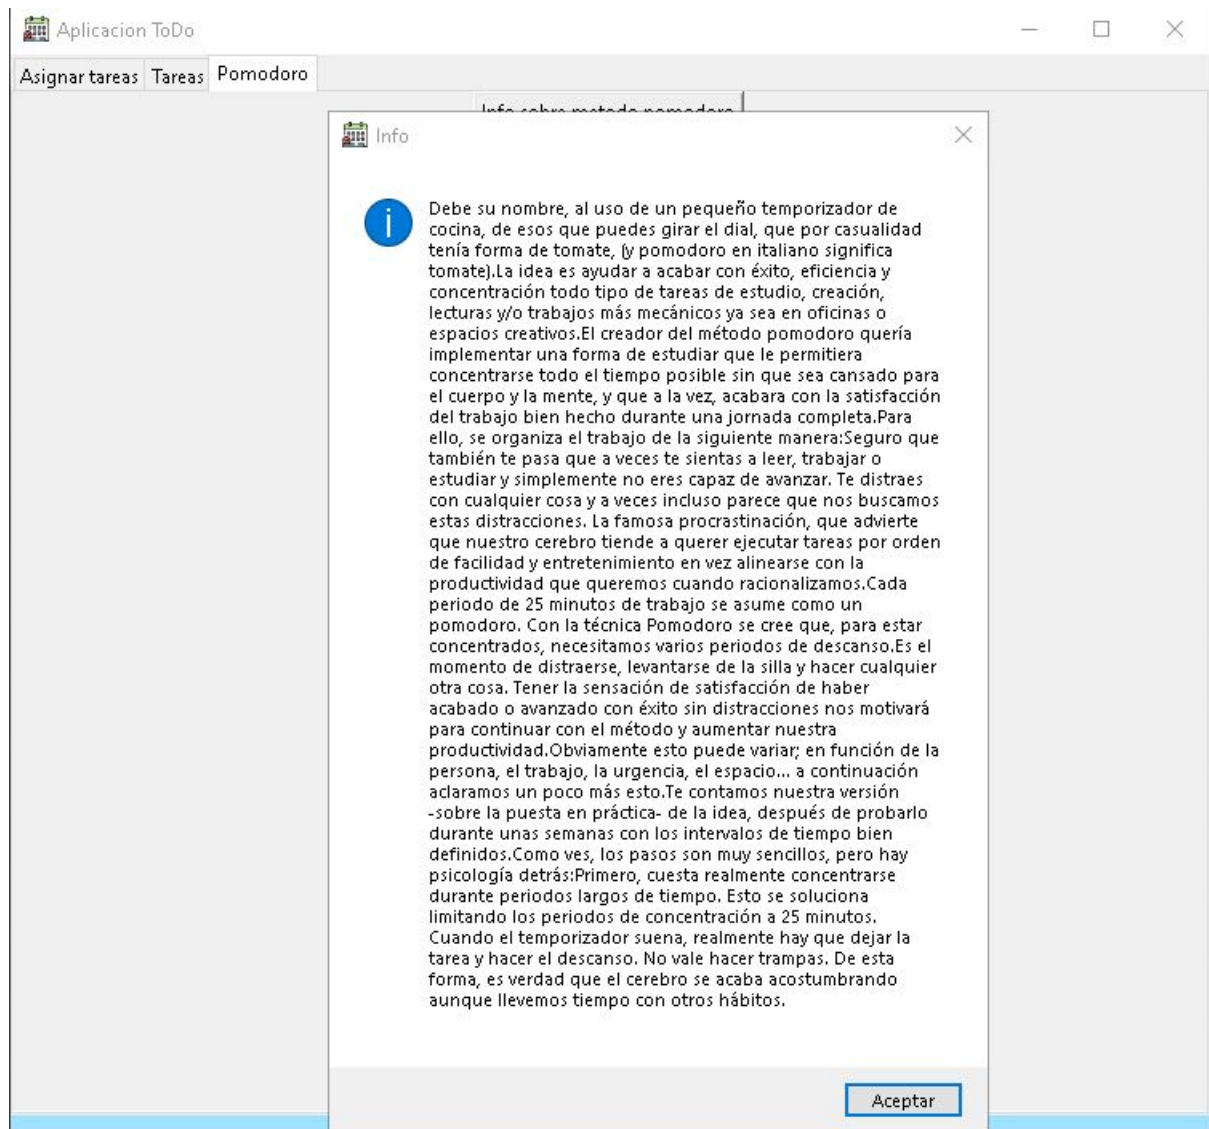 Aplicacion ToDo
Asignar tareas Tareas Pomodoro
Info sobre metodo pomodoro
Info
Debe su nombre, al uso de un pequeño temporizador de
cocina, de esos que puedes girar el dial, que por casualidad
tenía forma de tomate, (y pomodoro en italiano significa
tomate).La idea es ayudar a acabar con éxito, eficiencia y
concentración todo tipo de tareas de estudio, creación,
lecturas y/o trabajos más mecánicos ya sea en oficinas o
espacios creativos.El creador del método pomodoro quería
implementar una forma de estudiar que le permitiera
concentrarse todo el tiempo posible sin que sea cansado para
el cuerpo y la mente, y que a la vez, acabara con la satisfacción
del trabajo bien hecho durante una jornada completa.Para
ello, se organiza el trabajo de la siguiente manera:Seguro que
también te pasa que a veces te sientas a leer, trabajar o
estudiar y simplemente no eres capaz de avanzar. Te distraes
con cualquier cosa y a veces incluso parece que nos buscamos
estas distracciones. La famosa procrastinación, que advierte
que nuestro cerebro tiende a querer ejecutar tareas por orden
de facilidad y entretenimiento en vez alinearse con la
productividad que queremos cuando racionalizamos.Cada
periodo de 25 minutos de trabajo se asume como un
pomodoro. Con la técnica Pomodoro se cree que, para estar
concentrados, necesitamos varios periodos de descanso.Es el
momento de distraerse, levantarse de la silla y hacer cualquier
otra cosa. Tener la sensación de satisfacción de haber
acabado o avanzado con éxito sin distracciones nos motivará
para continuar con el método y aumentar nuestra
productividad.Obviamente esto puede variar; en función de la
persona, el trabajo, la urgencia, el espacio... a continuación
aclaramos un poco más esto.Te contamos nuestra versión
-sobre la puesta en práctica- de la idea, después de probarlo
durante unas semanas con los intervalos de tiempo bien
definidos.Como ves, los pasos son muy sencillos, pero hay
psicología detrás:Primero, cuesta realmente concentrarse
durante periodos largos de tiempo. Esto se soluciona
limitando los periodos de concentración a 25 minutos.
Cuando el temporizador suena, realmente hay que dejar la
tarea y hacer el descanso. No vale hacer trampas. De esta
forma, es verdad que el cerebro se acaba acostumbrando
aunque llevemos tiempo con otros hábitos.
Aceptar